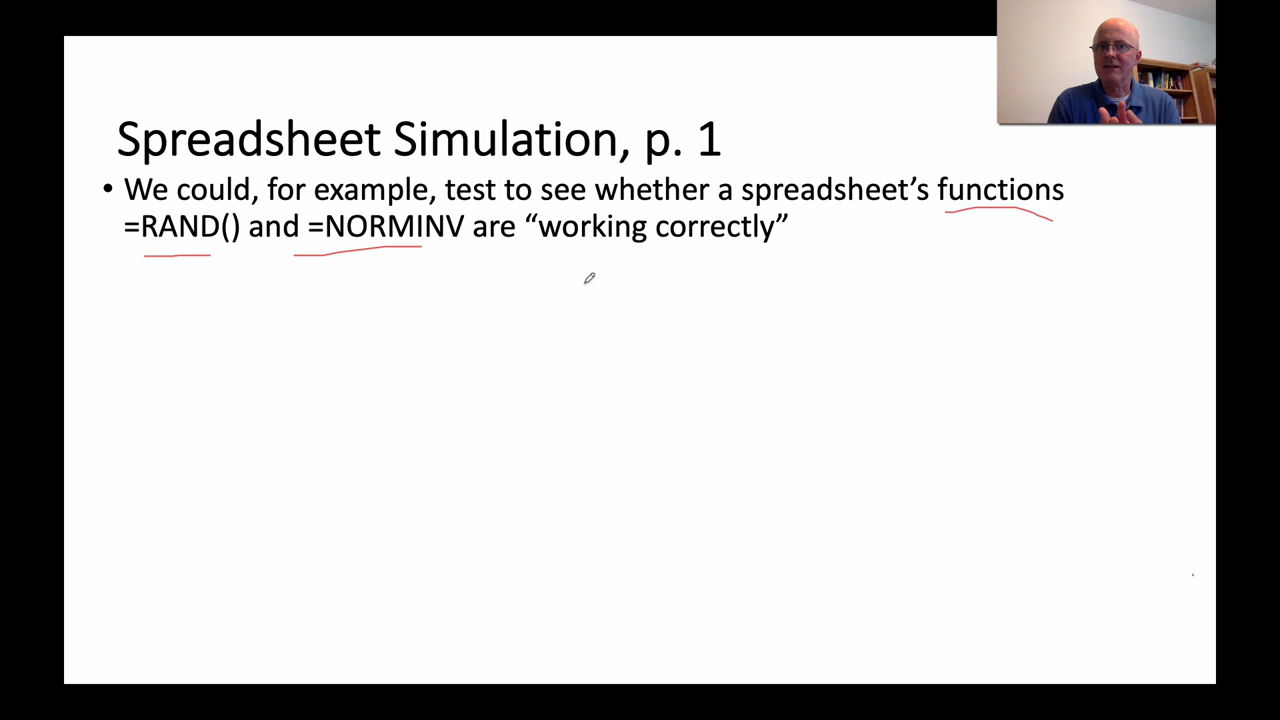 Spreadsheet Simulation, p. 1
• We could, for example, test to see whether a spreadsheet’s functions
=RAND() and =NORMINV are “working correctly”